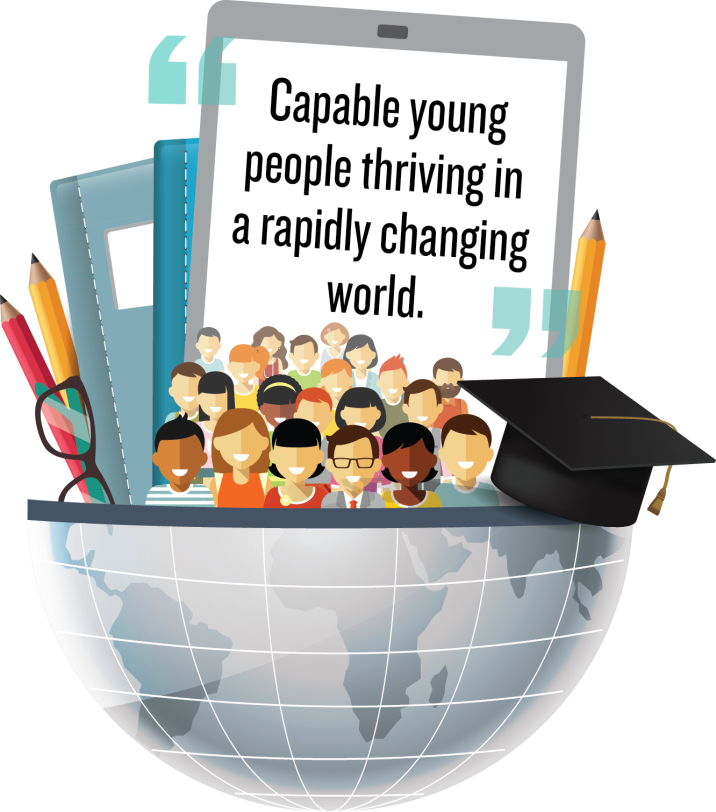 “
Capable young
people thriving in
a rapidly changing
world.
”